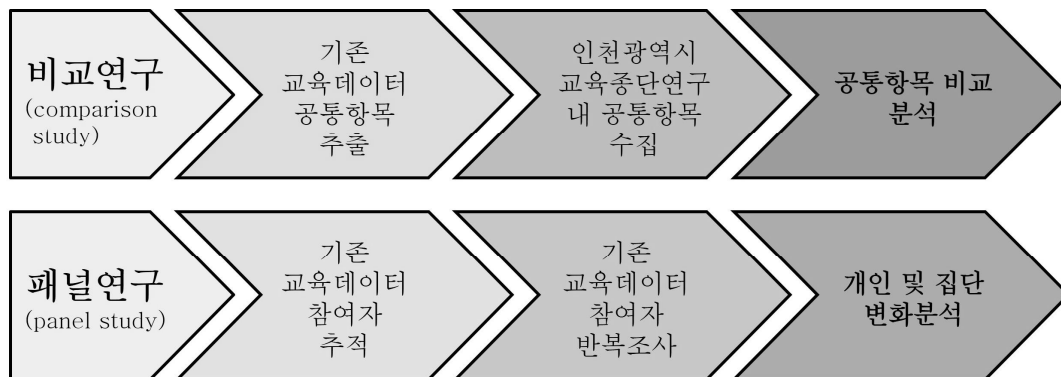 비교연구
(comparison
study)
기존
교육데이터
공통항목
추출
인천광역시
교육종단연구
내 공통항목
수집
공통항목 비교
분석
패널연구
(panel study)
기존
교육데이터
참여자
추적
기존
교육데이터
참여자
반복조사
개인 및 집단
변화분석